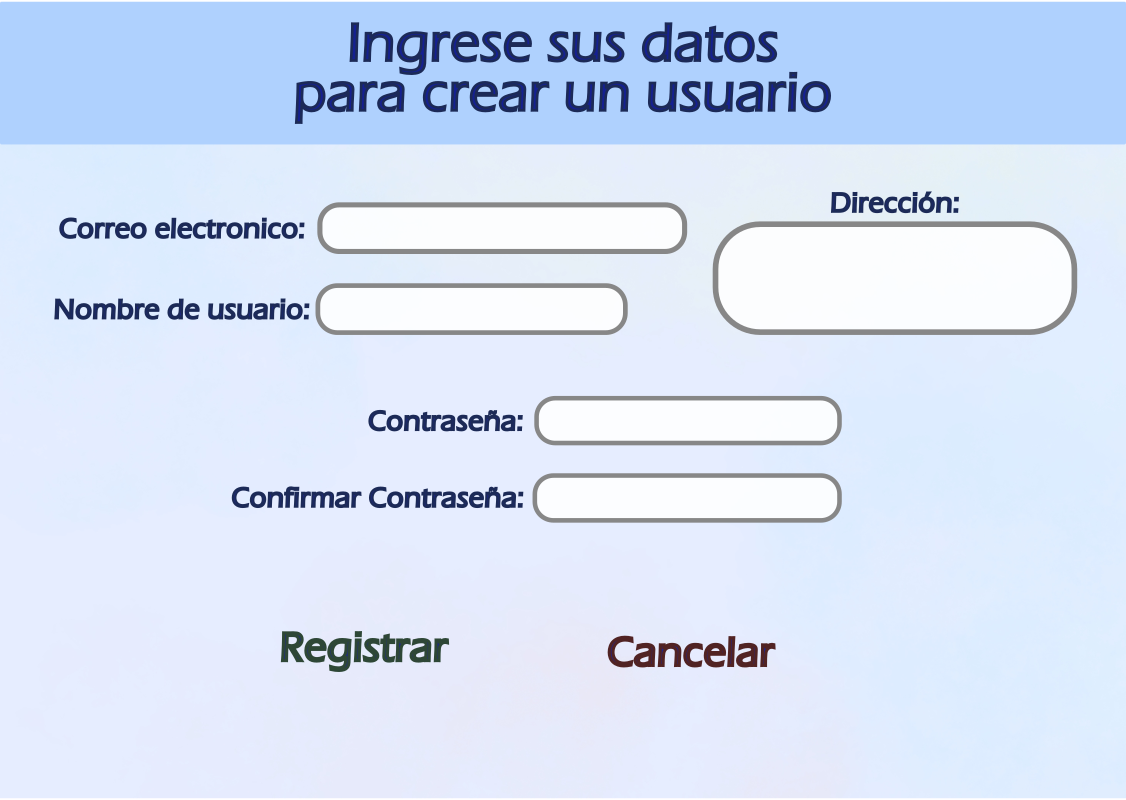 Ingrese sus datos
para crear un usuario
Correo electronico:
Dirección:
Nombre de usuario:
Contraseña:
Confirmar Contraseña:
Registrar
Cancelar